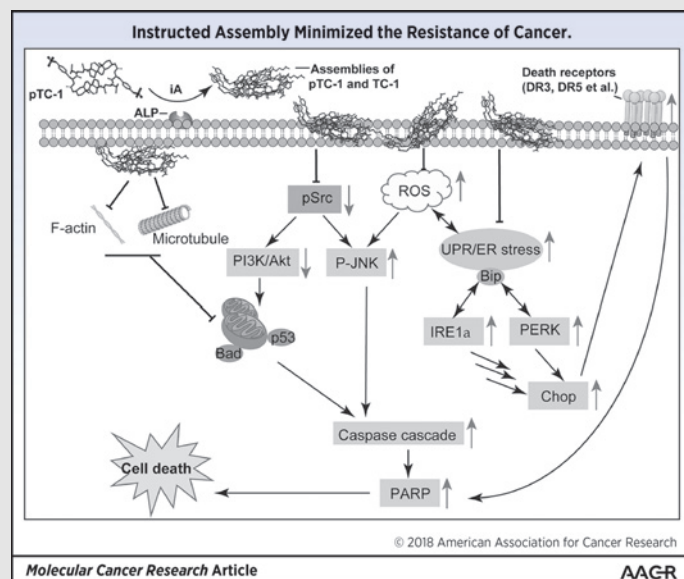 Instructed Assembly Minimized the Resistance of Cancer.
pTC-1
iA
Assemblies of
pTC-1 and TC-1
Death receptors
(DR3, DR5 et al.)
ALP
F-actin
Microtubule
pSrc
ROS
PI3K/Akt
P-JNK
UPR/ER stress
Bip
Bad
p53
IRE1a
PERK
Chop
Caspase cascade
Cell death
PARP
© 2018 American Association for Cancer Research
Molecular Cancer Research Article
AACR